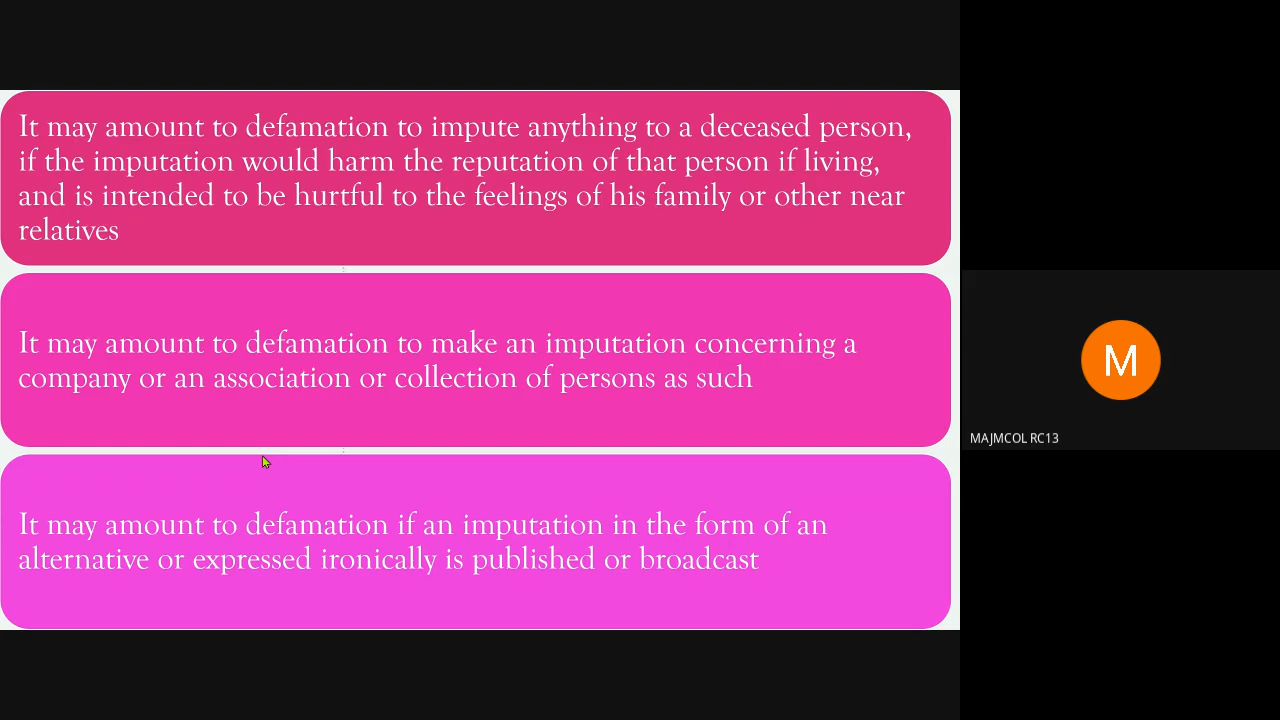 It may amount to defamation to impute anything to a deceased person,
if the imputation would harm the reputation of that person if living,
and is intended to be hurtful to the feelings of his family or other near
relatives
It may amount to defamation to make an imputation concerning a
company or an association or collection of persons as such
It may amount to defamation if an imputation in the form of an
alternative or expressed ironically is published or broadcast
M
MAJMCOL RC13